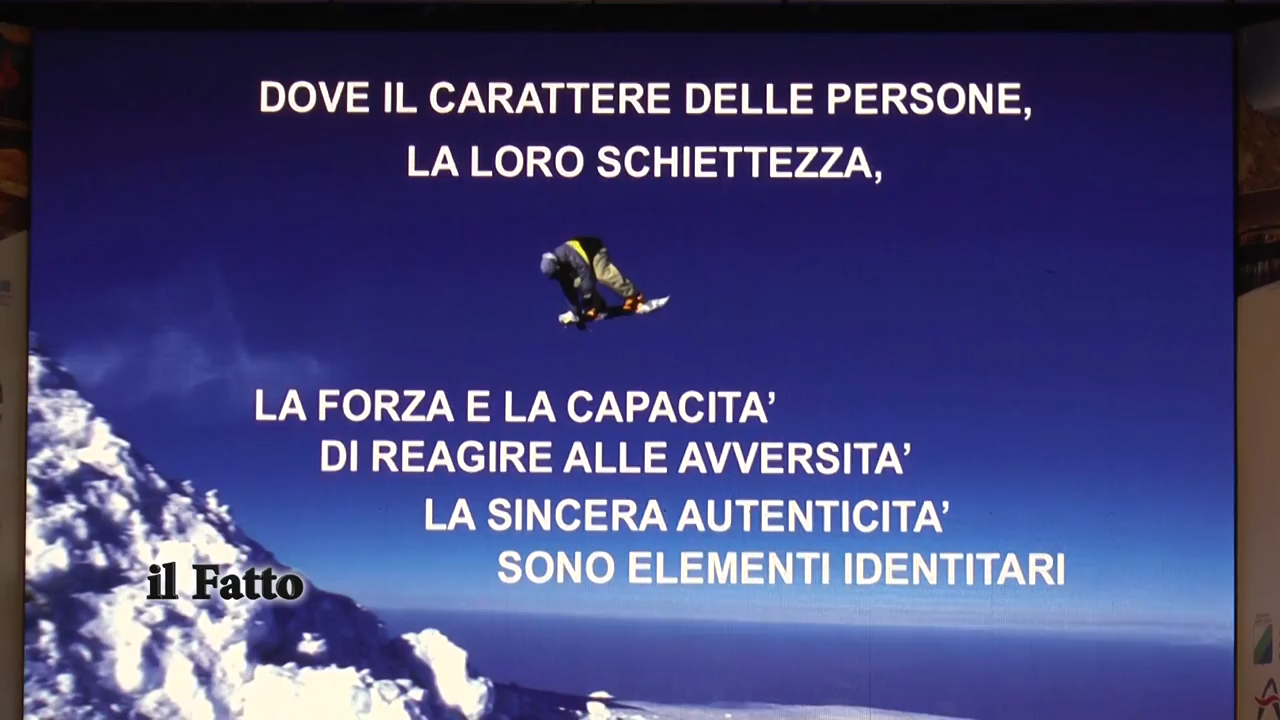 DOVE IL CARATTERE DELLE PERSONE,
LA LORO SCHIETTEZZA,
LA FORZA E LA CAPACITA’
DI REAGIRE ALLE AVVERSITA’
LA SINCERA AUTENTICITA’
SONO ELEMENTI IDENTITARI
il Fatto